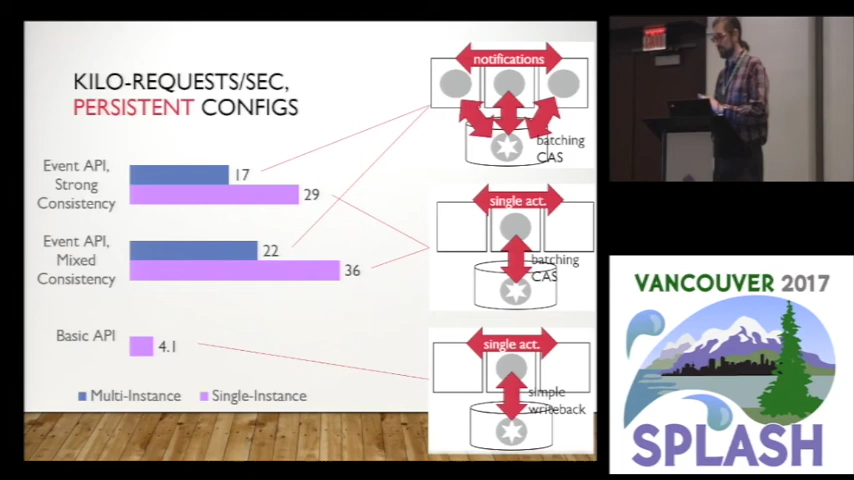 KILO-REQUESTS/SEC,
PERSISTENT CONFIGS
Event API,
Strong
Consistency
17
29
Event API,
Mixed
Consistency
22
36
Basic API
4.1
Multi-Instance
Single-Instance
notifications
batching
CAS
single act.
batching
CAS
single act.
simple
writeback
VANCOUVER 2017
SPLASH